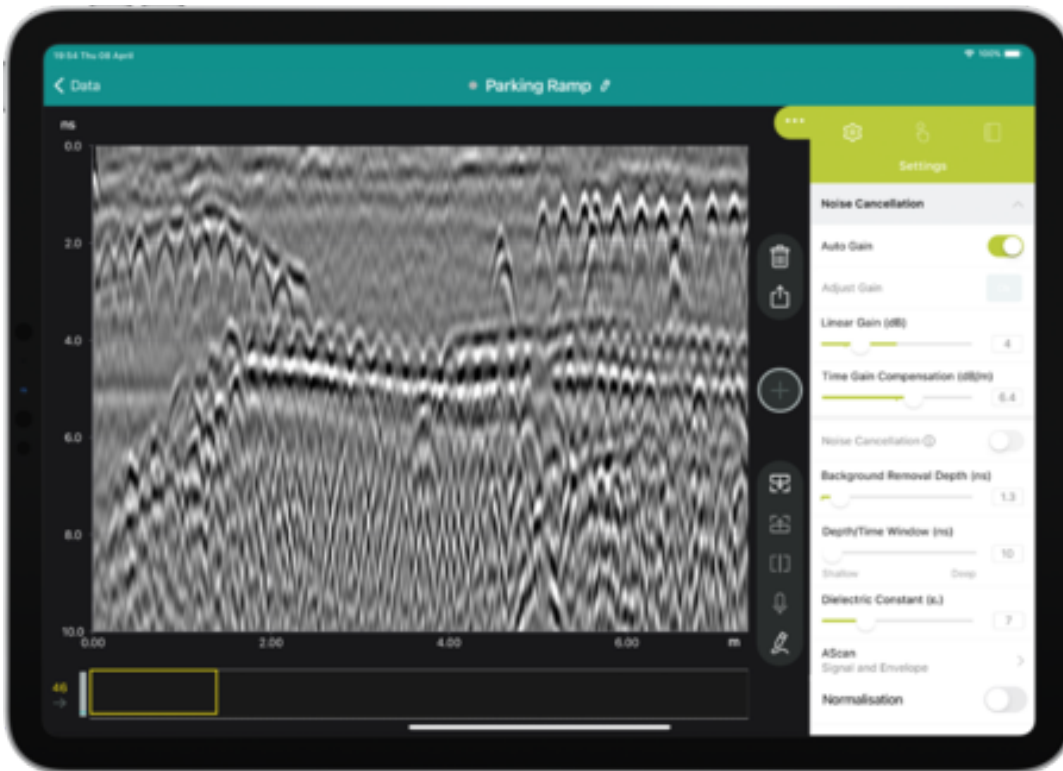 19:54 Thu 08 April
100%
Data
Parking Ramp
ns
0.0
2.0
4.0
6.0
8.0
10.0
0.00
2.00
4.00
6.00
m
46
Settings
Noise Cancellation
Auto Gain
Adjust Gain
Linear Gain (dB)
4
Time Gain Compensation (dB/m)
6.4
Noise Cancellation
Background Removal Depth (ns)
1.3
Depth/Time Window (ns)
10
Shallow Deep
Dielectric Constant (εᵣ)
7
AScan
Signal and Envelope
Normalisation